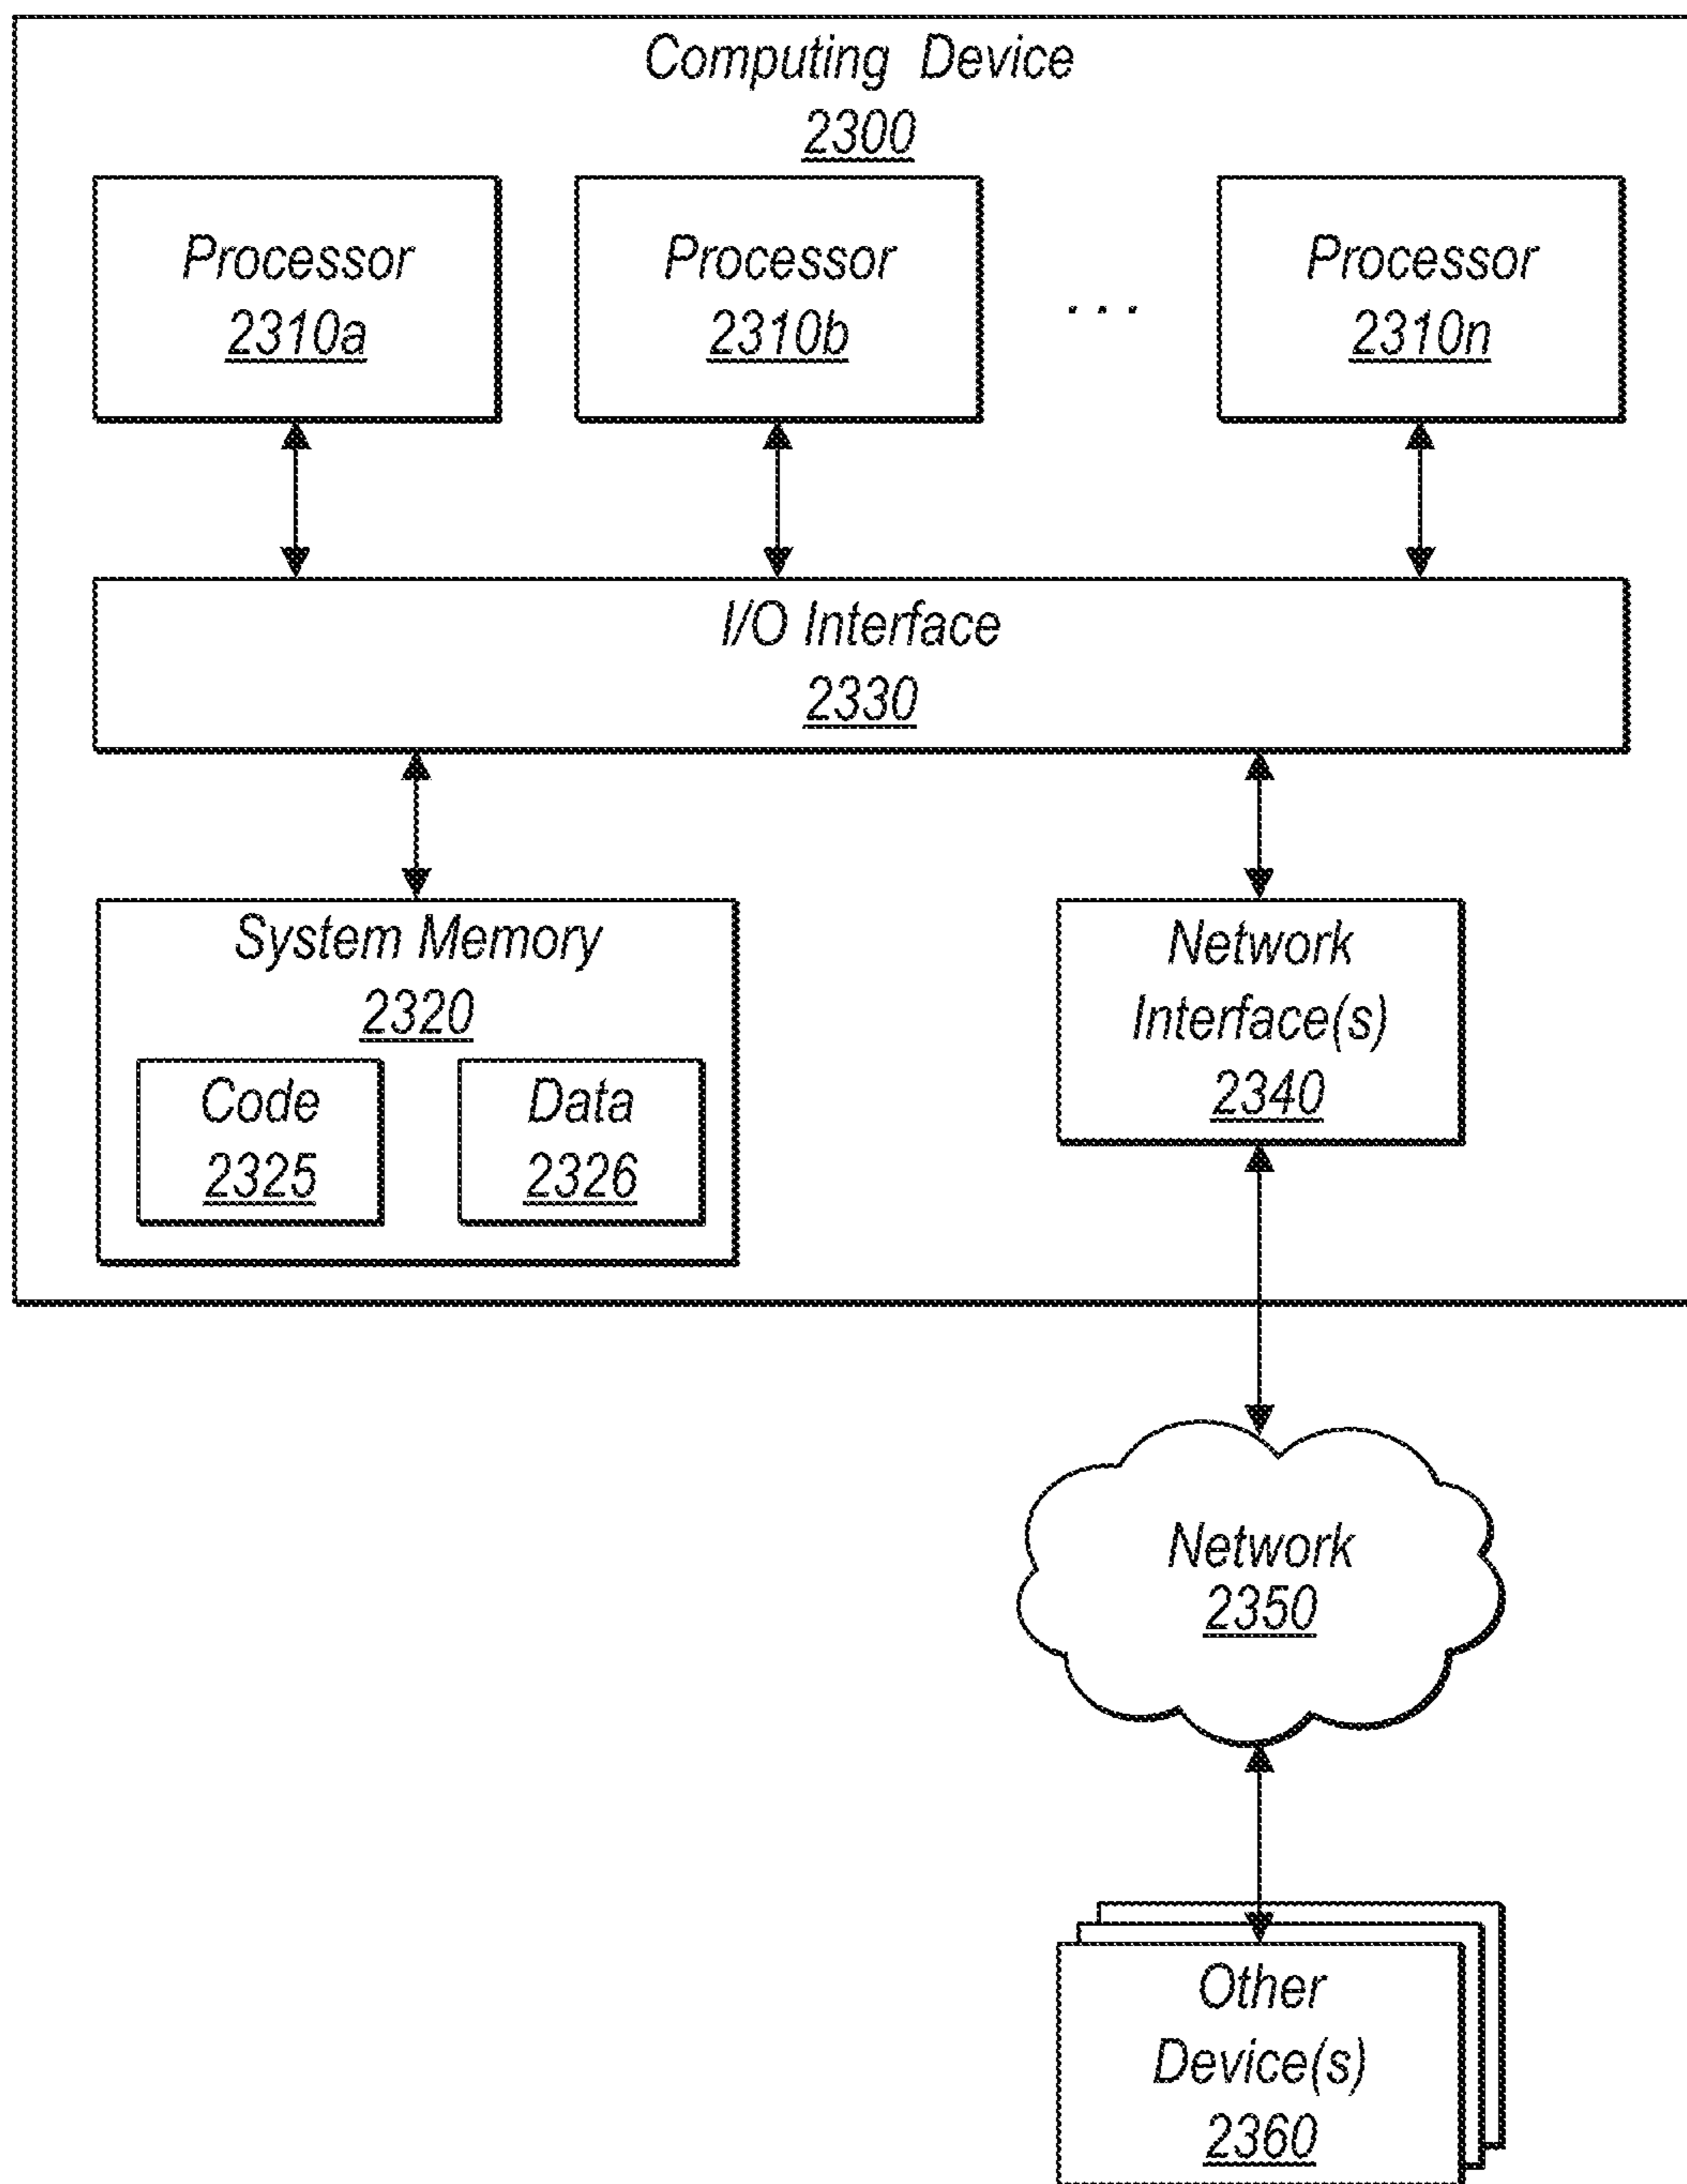 Computing Device
2300
Processor
2310a
Processor
2310b
. . .
Processor
2310n
I/O Interface
2330
System Memory
2320
Code
2325
Data
2326
Network
Interface(s)
2340
Network
2350
Other
Device(s)
2360